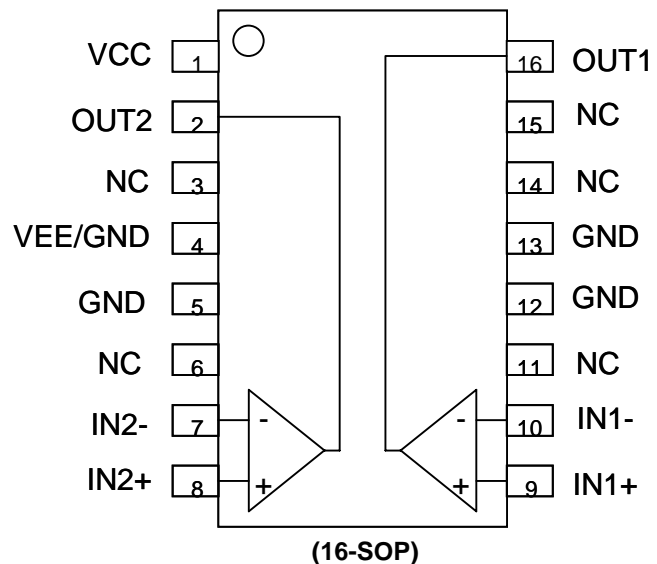 VCC 1 16 OUT1
OUT2 2 15 NC
NC 3 14 NC
VEE/GND 4 13 GND
GND 5 12 GND
NC 6 11 NC
IN2- 7 - - 10 IN1-
IN2+ 8 + + 9 IN1+
(16-SOP)